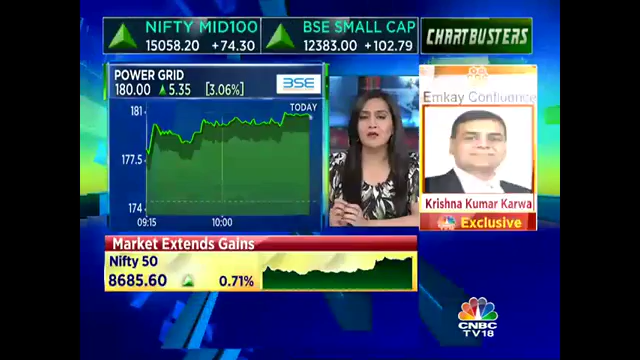 NIFTY MID100
15058.20 +74.30
BSE SMALL CAP
12383.00 +102.79
CHARTBUSTERS
POWER GRID
180.00 5.35 [3.06%]
BSE
TODAY
181
177.5
174
09:15 10:00
Emkay Confluence
Krishna Kumar Karwa
Exclusive
Market Extends Gains
Nifty 50
8685.60 0.71%
CNBC
TV18